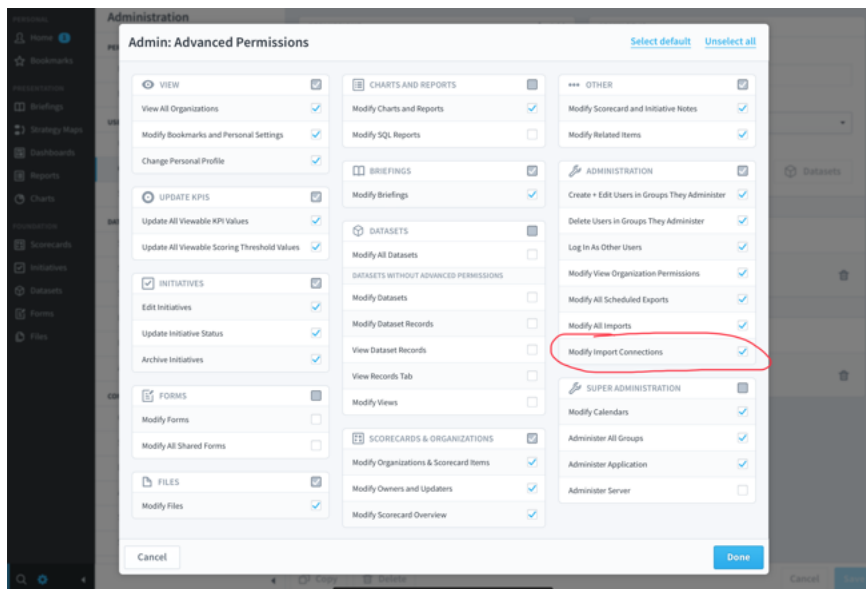 Administration
PERSONAL
Home
Bookmarks
PRESENTATION
Briefings
Strategy Maps
Dashboards
Reports
Charts
FOUNDATION
Scorecards
Initiatives
Datasets
Forms
Files
Admin: Advanced Permissions
Select default
Unselect all
VIEW
View All Organizations
Modify Bookmarks and Personal Settings
Change Personal Profile
UPDATE KPIS
Update All Viewable KPI Values
Update All Viewable Scoring Threshold Values
INITIATIVES
Edit Initiatives
Update Initiative Status
Archive Initiatives
FORMS
Modify Forms
Modify All Shared Forms
FILES
Modify Files
CHARTS AND REPORTS
Modify Charts and Reports
Modify SQL Reports
BRIEFINGS
Modify Briefings
DATASETS
Modify All Datasets
DATASETS WITHOUT ADVANCED PERMISSIONS
Modify Datasets
Modify Dataset Records
View Dataset Records
View Records Tab
Modify Views
SCORECARDS & ORGANIZATIONS
Modify Organizations & Scorecard Items
Modify Owners and Updaters
Modify Scorecard Overview
OTHER
Modify Scorecard and Initiative Notes
Modify Related Items
ADMINISTRATION
Create + Edit Users in Groups They Administer
Delete Users in Groups They Administer
Log In As Other Users
Modify View Organization Permissions
Modify All Scheduled Exports
Modify All Imports
Modify Import Connections
SUPER ADMINISTRATION
Modify Calendars
Administer All Groups
Administer Application
Administer Server
Cancel
Done
Datasets
Copy
Delete
Cancel